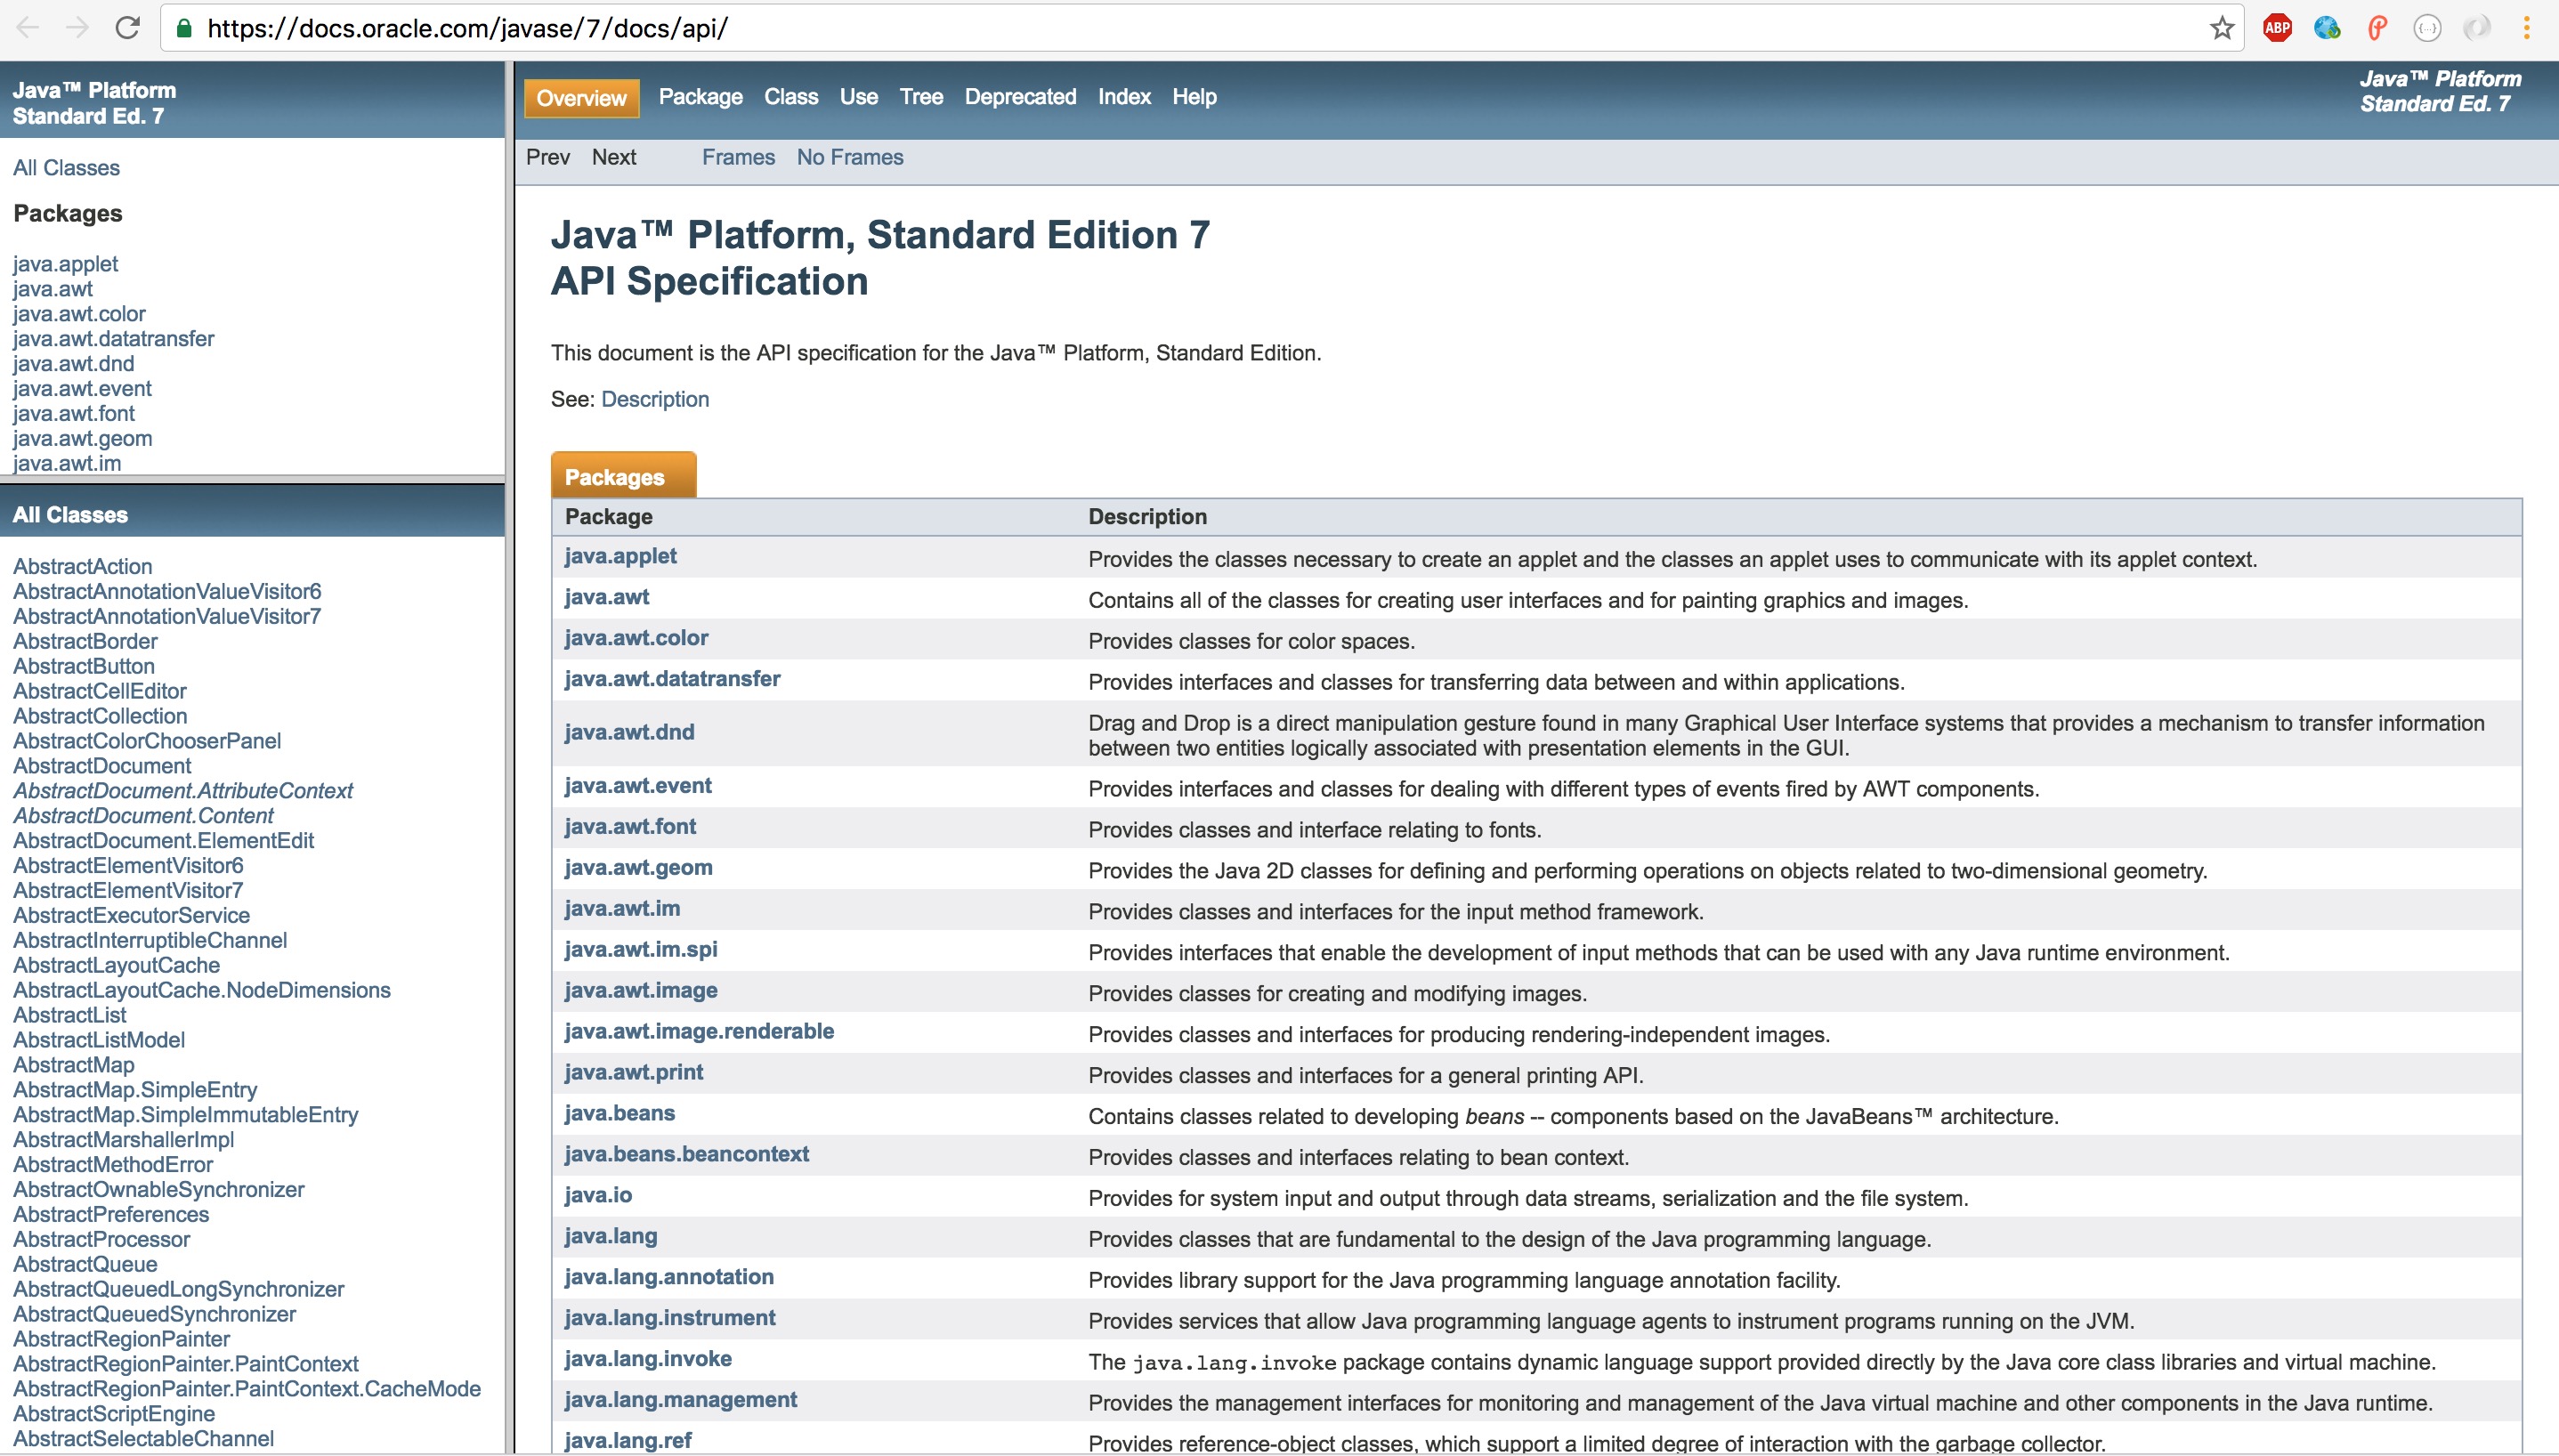 https://docs.oracle.com/javase/7/docs/api/
ABP
Java™ Platform
Standard Ed. 7
All Classes
Packages
java.applet
java.awt
java.awt.color
java.awt.datatransfer
java.awt.dnd
java.awt.event
java.awt.font
java.awt.geom
java.awt.im
All Classes
AbstractAction
AbstractAnnotationValueVisitor6
AbstractAnnotationValueVisitor7
AbstractBorder
AbstractButton
AbstractCellEditor
AbstractCollection
AbstractColorChooserPanel
AbstractDocument
AbstractDocument.AttributeContext
AbstractDocument.Content
AbstractDocument.ElementEdit
AbstractElementVisitor6
AbstractElementVisitor7
AbstractExecutorService
AbstractInterruptibleChannel
AbstractLayoutCache
AbstractLayoutCache.NodeDimensions
AbstractList
AbstractListModel
AbstractMap
AbstractMap.SimpleEntry
AbstractMap.SimpleImmutableEntry
AbstractMarshallerImpl
AbstractMethodError
AbstractOwnableSynchronizer
AbstractPreferences
AbstractProcessor
AbstractQueue
AbstractQueuedLongSynchronizer
AbstractQueuedSynchronizer
AbstractRegionPainter
AbstractRegionPainter.PaintContext
AbstractRegionPainter.PaintContext.CacheMode
AbstractScriptEngine
AbstractSelectableChannel
Overview Package Class Use Tree Deprecated Index Help
Java™ Platform
Standard Ed. 7
Prev Next Frames No Frames
Java™ Platform, Standard Edition 7
API Specification
This document is the API specification for the Java™ Platform, Standard Edition.
See: Description
Packages
Package Description
java.applet Provides the classes necessary to create an applet and the classes an applet uses to communicate with its applet context.
java.awt Contains all of the classes for creating user interfaces and for painting graphics and images.
java.awt.color Provides classes for color spaces.
java.awt.datatransfer Provides interfaces and classes for transferring data between and within applications.
java.awt.dnd Drag and Drop is a direct manipulation gesture found in many Graphical User Interface systems that provides a mechanism to transfer information
between two entities logically associated with presentation elements in the GUI.
java.awt.event Provides interfaces and classes for dealing with different types of events fired by AWT components.
java.awt.font Provides classes and interface relating to fonts.
java.awt.geom Provides the Java 2D classes for defining and performing operations on objects related to two-dimensional geometry.
java.awt.im Provides classes and interfaces for the input method framework.
java.awt.im.spi Provides interfaces that enable the development of input methods that can be used with any Java runtime environment.
java.awt.image Provides classes for creating and modifying images.
java.awt.image.renderable Provides classes and interfaces for producing rendering-independent images.
java.awt.print Provides classes and interfaces for a general printing API.
java.beans Contains classes related to developing beans -- components based on the JavaBeans™ architecture.
java.beans.beancontext Provides classes and interfaces relating to bean context.
java.io Provides for system input and output through data streams, serialization and the file system.
java.lang Provides classes that are fundamental to the design of the Java programming language.
java.lang.annotation Provides library support for the Java programming language annotation facility.
java.lang.instrument Provides services that allow Java programming language agents to instrument programs running on the JVM.
java.lang.invoke The java.lang.invoke package contains dynamic language support provided directly by the Java core class libraries and virtual machine.
java.lang.management Provides the management interfaces for monitoring and management of the Java virtual machine and other components in the Java runtime.
java.lang.ref Provides reference-object classes, which support a limited degree of interaction with the garbage collector.